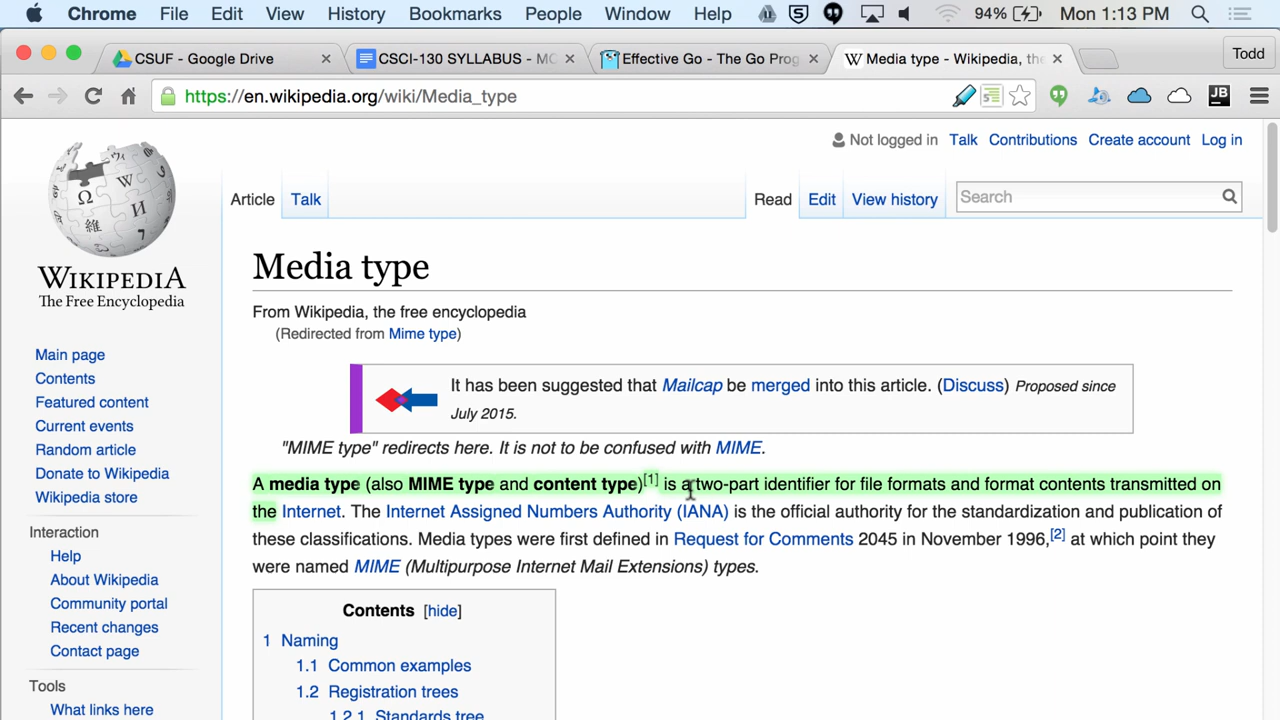 Chrome File Edit View History Bookmarks People Window Help 94% Mon 1:13 PM
CSUF - Google Drive
CSCI-130 SYLLABUS - MC
Effective Go - The Go Prog
Media type - Wikipedia, the
Todd
https://en.wikipedia.org/wiki/Media_type
JB
Not logged in Talk Contributions Create account Log in
Article Talk Read Edit View history Search
WIKIPEDIA
The Free Encyclopedia
Main page
Contents
Featured content
Current events
Random article
Donate to Wikipedia
Wikipedia store
Interaction
Help
About Wikipedia
Community portal
Recent changes
Contact page
Tools
What links here
Media type
From Wikipedia, the free encyclopedia
(Redirected from Mime type)
It has been suggested that Mailcap be merged into this article. (Discuss) Proposed since
July 2015.
"MIME type" redirects here. It is not to be confused with MIME.
A media type (also MIME type and content type)[1] is a two-part identifier for file formats and format contents transmitted on
the Internet. The Internet Assigned Numbers Authority (IANA) is the official authority for the standardization and publication of
these classifications. Media types were first defined in Request for Comments 2045 in November 1996,[2] at which point they
were named MIME (Multipurpose Internet Mail Extensions) types.
Contents [hide]
1 Naming
1.1 Common examples
1.2 Registration trees
1.2.1 Standards tree